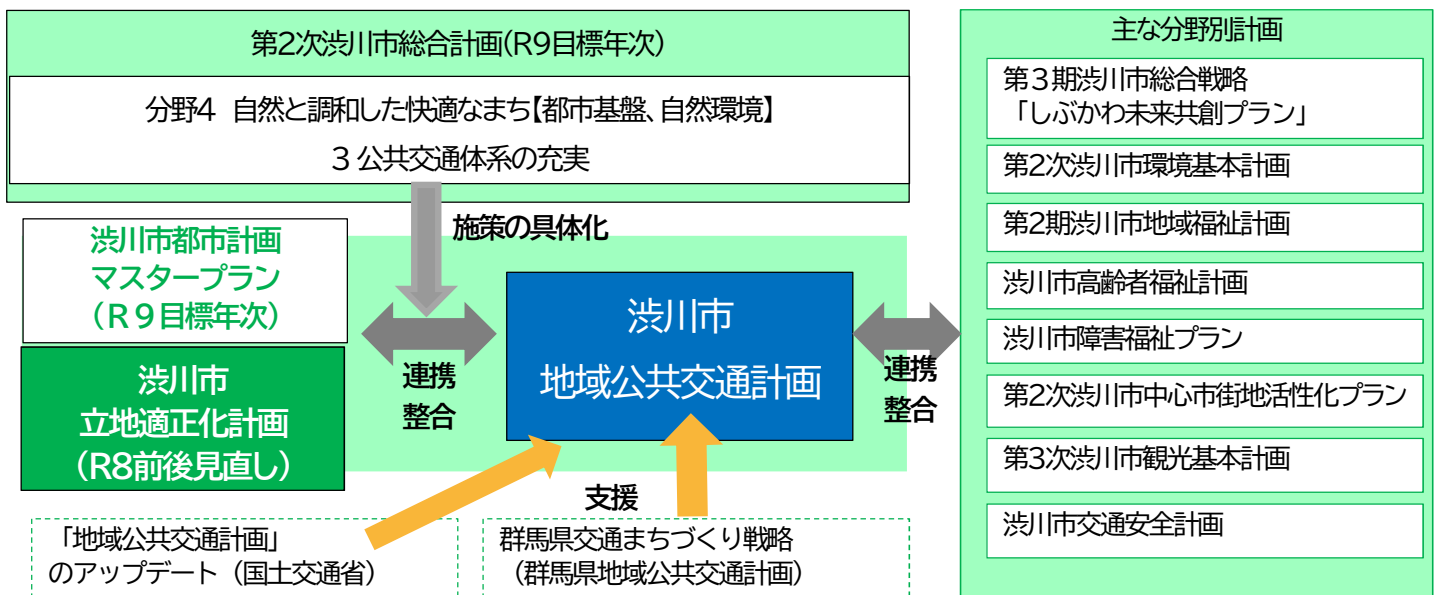 第2次渋川市総合計画(R9目標年次)
分野4 自然と調和した快適なまち【都市基盤、自然環境】
3 公共交通体系の充実
施策の具体化
渋川市都市計画
マスタープラン
(R9目標年次)
渋川市
立地適正化計画
(R8前後見直し)
連携
整合
渋川市
地域公共交通計画
連携
整合
支援
「地域公共交通計画」
のアップデート(国土交通省)
群馬県交通まちづくり戦略
(群馬県地域公共交通計画)
主な分野別計画
第3期渋川市総合戦略
「しぶかわ未来共創プラン」
第2次渋川市環境基本計画
第2期渋川市地域福祉計画
渋川市高齢者福祉計画
渋川市障害福祉プラン
第2次渋川市中心市街地活性化プラン
第3次渋川市観光基本計画
渋川市交通安全計画